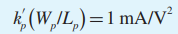 k′ₚ(Wₚ/Lₚ) = 1 mA/V²